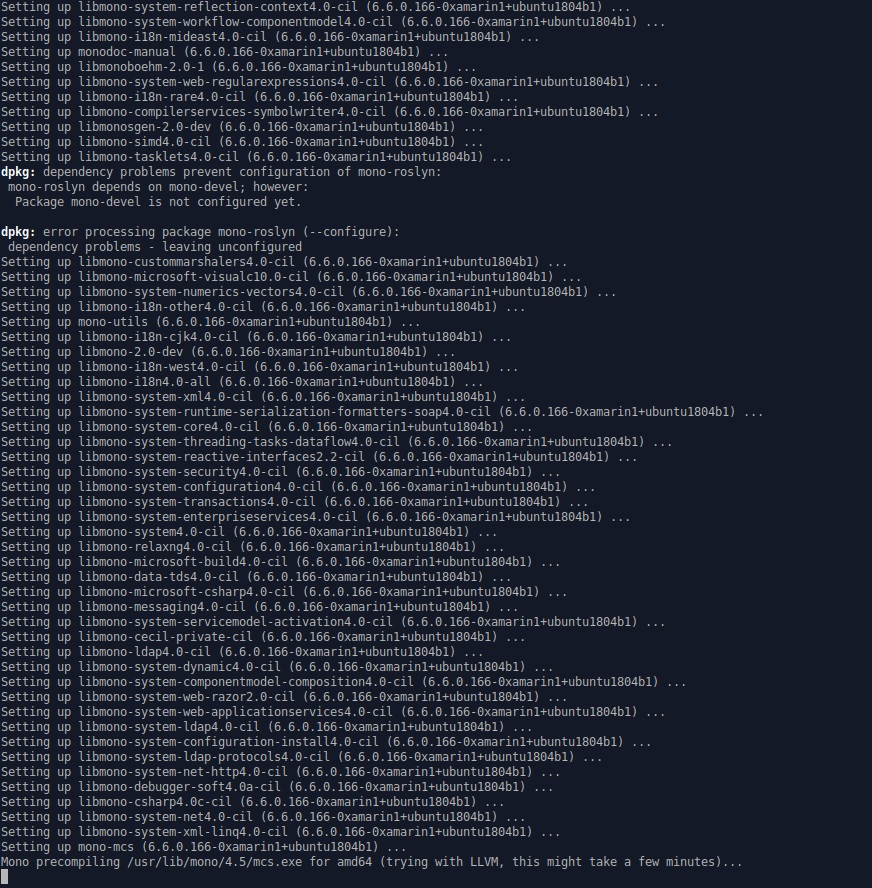 Setting up libmono-system-reflection-context4.0-cil (6.6.0.166-0xamarin1+ubuntu1804b1) ...
Setting up libmono-system-workflow-componentmodel4.0-cil (6.6.0.166-0xamarin1+ubuntu1804b1) ...
Setting up libmono-i18n-mideast4.0-cil (6.6.0.166-0xamarin1+ubuntu1804b1) ...
Setting up monodoc-manual (6.6.0.166-0xamarin1+ubuntu1804b1) ...
Setting up libmonoboehm-2.0-1 (6.6.0.166-0xamarin1+ubuntu1804b1) ...
Setting up libmono-system-web-regularexpressions4.0-cil (6.6.0.166-0xamarin1+ubuntu1804b1) ...
Setting up libmono-i18n-rare4.0-cil (6.6.0.166-0xamarin1+ubuntu1804b1) ...
Setting up libmono-compilerservices-symbolwriter4.0-cil (6.6.0.166-0xamarin1+ubuntu1804b1) ...
Setting up libmonosgen-2.0-dev (6.6.0.166-0xamarin1+ubuntu1804b1) ...
Setting up libmono-simd4.0-cil (6.6.0.166-0xamarin1+ubuntu1804b1) ...
Setting up libmono-tasklets4.0-cil (6.6.0.166-0xamarin1+ubuntu1804b1) ...
dpkg: dependency problems prevent configuration of mono-roslyn:
 mono-roslyn depends on mono-devel; however:
  Package mono-devel is not configured yet.

dpkg: error processing package mono-roslyn (--configure):
 dependency problems - leaving unconfigured
Setting up libmono-custommarshalers4.0-cil (6.6.0.166-0xamarin1+ubuntu1804b1) ...
Setting up libmono-microsoft-visualc10.0-cil (6.6.0.166-0xamarin1+ubuntu1804b1) ...
Setting up libmono-system-numerics-vectors4.0-cil (6.6.0.166-0xamarin1+ubuntu1804b1) ...
Setting up libmono-i18n-other4.0-cil (6.6.0.166-0xamarin1+ubuntu1804b1) ...
Setting up mono-utils (6.6.0.166-0xamarin1+ubuntu1804b1) ...
Setting up libmono-i18n-cjk4.0-cil (6.6.0.166-0xamarin1+ubuntu1804b1) ...
Setting up libmono-2.0-dev (6.6.0.166-0xamarin1+ubuntu1804b1) ...
Setting up libmono-i18n-west4.0-cil (6.6.0.166-0xamarin1+ubuntu1804b1) ...
Setting up libmono-i18n4.0-all (6.6.0.166-0xamarin1+ubuntu1804b1) ...
Setting up libmono-system-xml4.0-cil (6.6.0.166-0xamarin1+ubuntu1804b1) ...
Setting up libmono-system-runtime-serialization-formatters-soap4.0-cil (6.6.0.166-0xamarin1+ubuntu1804b1) ...
Setting up libmono-system-core4.0-cil (6.6.0.166-0xamarin1+ubuntu1804b1) ...
Setting up libmono-system-threading-tasks-dataflow4.0-cil (6.6.0.166-0xamarin1+ubuntu1804b1) ...
Setting up libmono-system-reactive-interfaces2.2-cil (6.6.0.166-0xamarin1+ubuntu1804b1) ...
Setting up libmono-system-security4.0-cil (6.6.0.166-0xamarin1+ubuntu1804b1) ...
Setting up libmono-system-configuration4.0-cil (6.6.0.166-0xamarin1+ubuntu1804b1) ...
Setting up libmono-system-transactions4.0-cil (6.6.0.166-0xamarin1+ubuntu1804b1) ...
Setting up libmono-system-enterpriseservices4.0-cil (6.6.0.166-0xamarin1+ubuntu1804b1) ...
Setting up libmono-system4.0-cil (6.6.0.166-0xamarin1+ubuntu1804b1) ...
Setting up libmono-relaxng4.0-cil (6.6.0.166-0xamarin1+ubuntu1804b1) ...
Setting up libmono-microsoft-build4.0-cil (6.6.0.166-0xamarin1+ubuntu1804b1) ...
Setting up libmono-data-tds4.0-cil (6.6.0.166-0xamarin1+ubuntu1804b1) ...
Setting up libmono-microsoft-csharp4.0-cil (6.6.0.166-0xamarin1+ubuntu1804b1) ...
Setting up libmono-messaging4.0-cil (6.6.0.166-0xamarin1+ubuntu1804b1) ...
Setting up libmono-system-servicemodel-activation4.0-cil (6.6.0.166-0xamarin1+ubuntu1804b1) ...
Setting up libmono-cecil-private-cil (6.6.0.166-0xamarin1+ubuntu1804b1) ...
Setting up libmono-ldap4.0-cil (6.6.0.166-0xamarin1+ubuntu1804b1) ...
Setting up libmono-system-dynamic4.0-cil (6.6.0.166-0xamarin1+ubuntu1804b1) ...
Setting up libmono-system-componentmodel-composition4.0-cil (6.6.0.166-0xamarin1+ubuntu1804b1) ...
Setting up libmono-system-web-razor2.0-cil (6.6.0.166-0xamarin1+ubuntu1804b1) ...
Setting up libmono-system-web-applicationservices4.0-cil (6.6.0.166-0xamarin1+ubuntu1804b1) ...
Setting up libmono-system-ldap4.0-cil (6.6.0.166-0xamarin1+ubuntu1804b1) ...
Setting up libmono-system-configuration-install4.0-cil (6.6.0.166-0xamarin1+ubuntu1804b1) ...
Setting up libmono-system-ldap-protocols4.0-cil (6.6.0.166-0xamarin1+ubuntu1804b1) ...
Setting up libmono-system-net-http4.0-cil (6.6.0.166-0xamarin1+ubuntu1804b1) ...
Setting up libmono-debugger-soft4.0a-cil (6.6.0.166-0xamarin1+ubuntu1804b1) ...
Setting up libmono-csharp4.0c-cil (6.6.0.166-0xamarin1+ubuntu1804b1) ...
Setting up libmono-system-net4.0-cil (6.6.0.166-0xamarin1+ubuntu1804b1) ...
Setting up libmono-system-xml-linq4.0-cil (6.6.0.166-0xamarin1+ubuntu1804b1) ...
Setting up mono-mcs (6.6.0.166-0xamarin1+ubuntu1804b1) ...
Mono precompiling /usr/lib/mono/4.5/mcs.exe for amd64 (trying with LLVM, this might take a few minutes)...